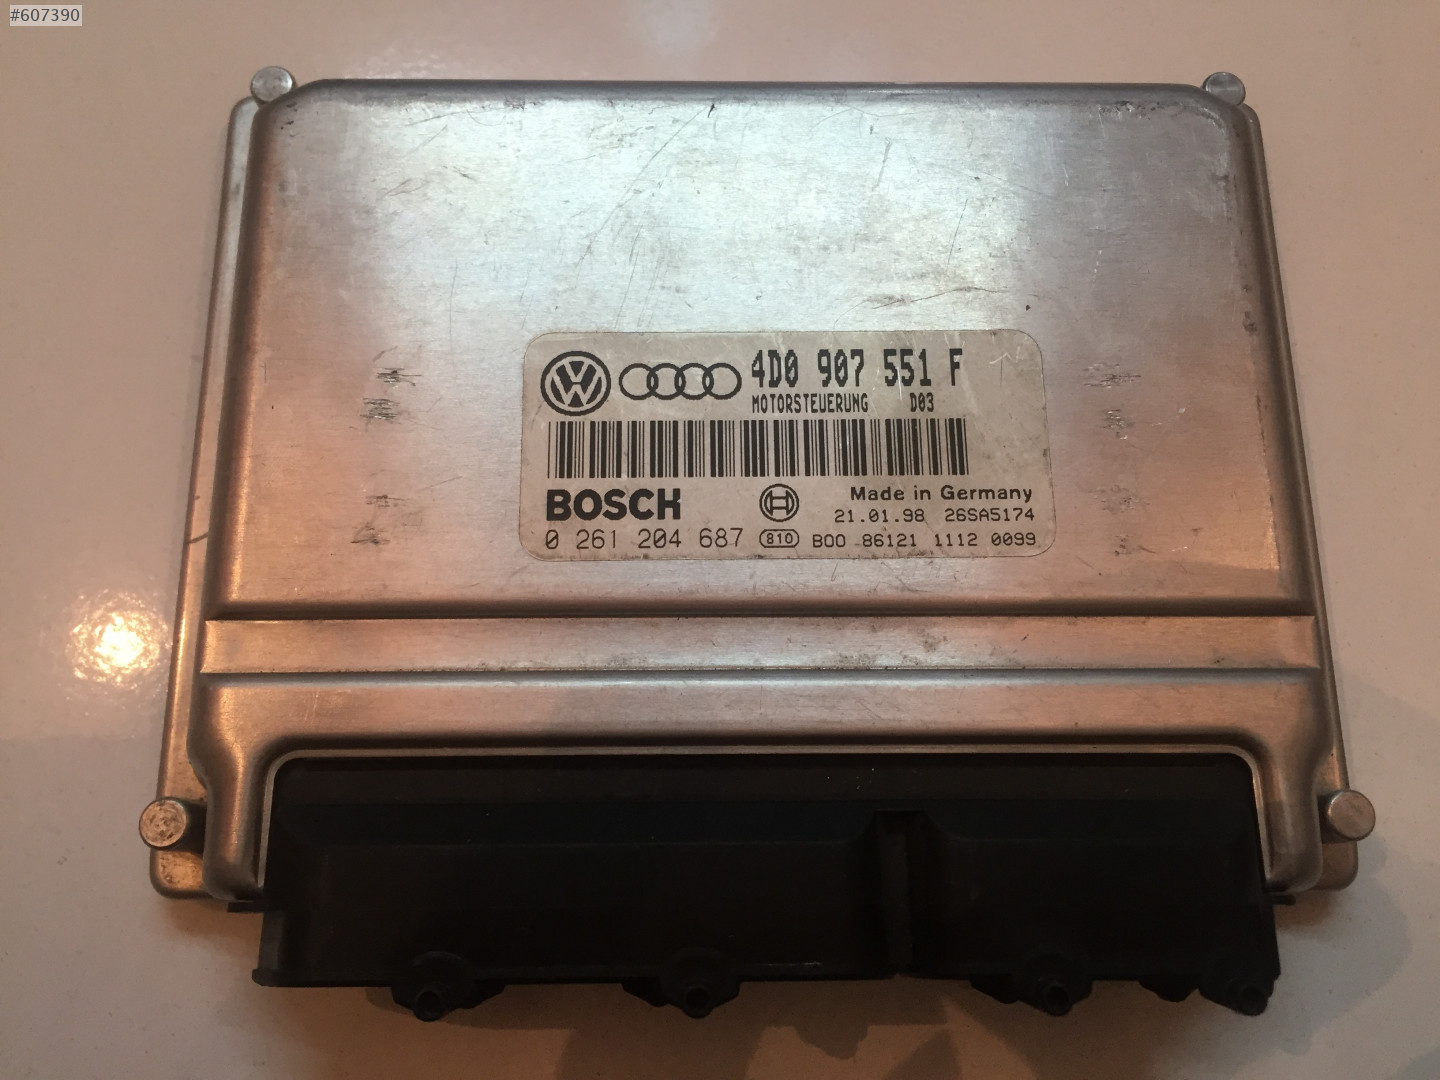 #607390
4D0 907 551 F
MOTORSTEUERUNG D03
BOSCH
Made in Germany
21.01.98 26SA5174
0 261 204 687 810 B00 86121 1112 0099